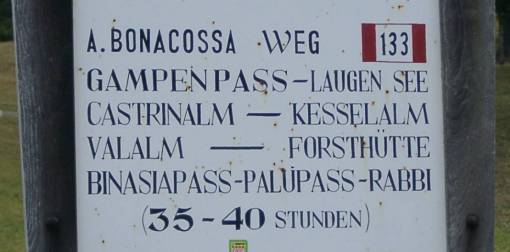 A. BONACOSSA WEG 133
GAMPENPASS – LAUGEN SEE
CASTRINALM — KESSELALM
VALALM — FORSTHÜTTE
BINASIAPASS-PALUPASS-RABBI
(35-40 STUNDEN)